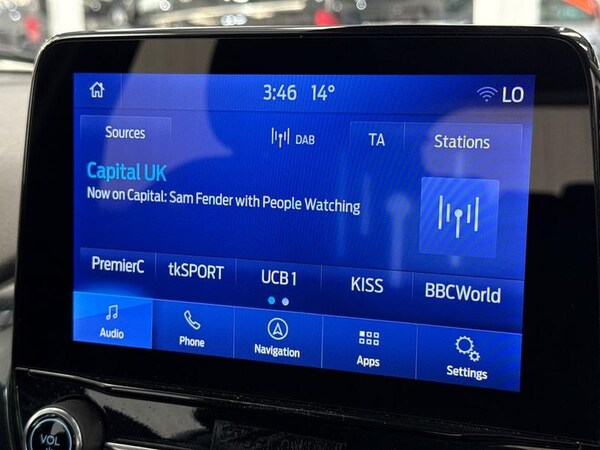 3:46 14° LO
Sources DAB TA Stations
Capital UK
Now on Capital: Sam Fender with People Watching
PremierC tkSPORT UCB 1 KISS BBCWorld
Audio Phone Navigation Apps Settings
VOL